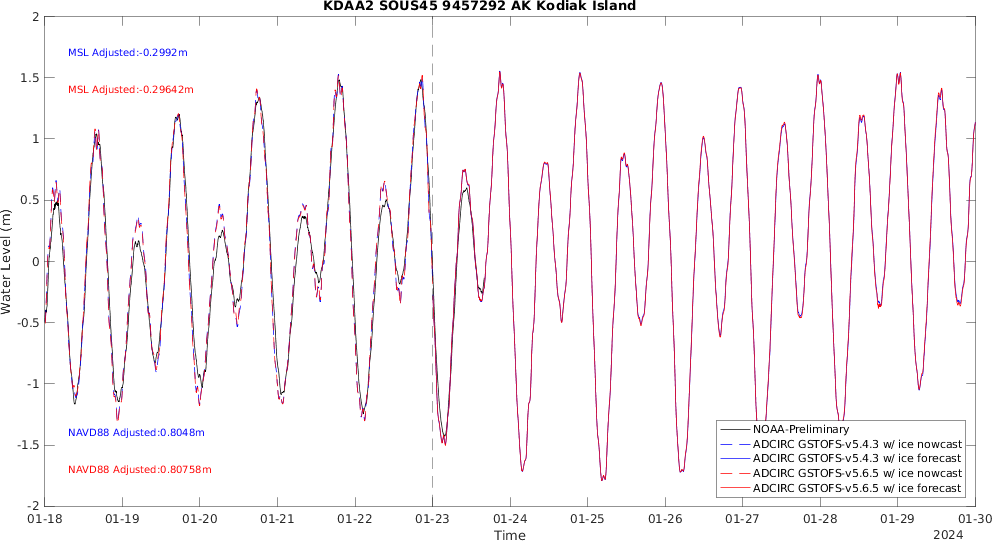 KDAA2 SOUS45 9457292 AK Kodiak Island
2
1.5
1
0.5
0
-0.5
-1
-1.5
-2
Water Level (m)
MSL Adjusted:-0.2992m
MSL Adjusted:-0.29642m
NAVD88 Adjusted:0.8048m
NAVD88 Adjusted:0.80758m
NOAA-Preliminary
ADCIRC GSTOFS-v5.4.3 w/ ice nowcast
ADCIRC GSTOFS-v5.4.3 w/ ice forecast
ADCIRC GSTOFS-v5.6.5 w/ ice nowcast
ADCIRC GSTOFS-v5.6.5 w/ ice forecast
01-18 01-19 01-20 01-21 01-22 01-23 01-24 01-25 01-26 01-27 01-28 01-29 01-30
Time
2024